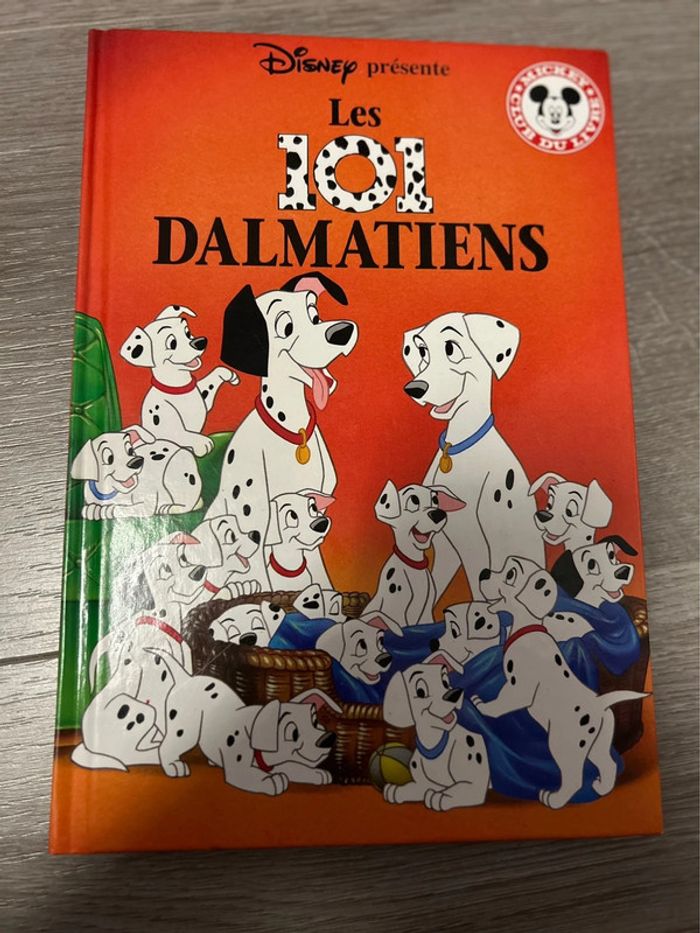 Disney présente
MICKEY
CLUB DU LIVRE
Les
101
DALMATIENS